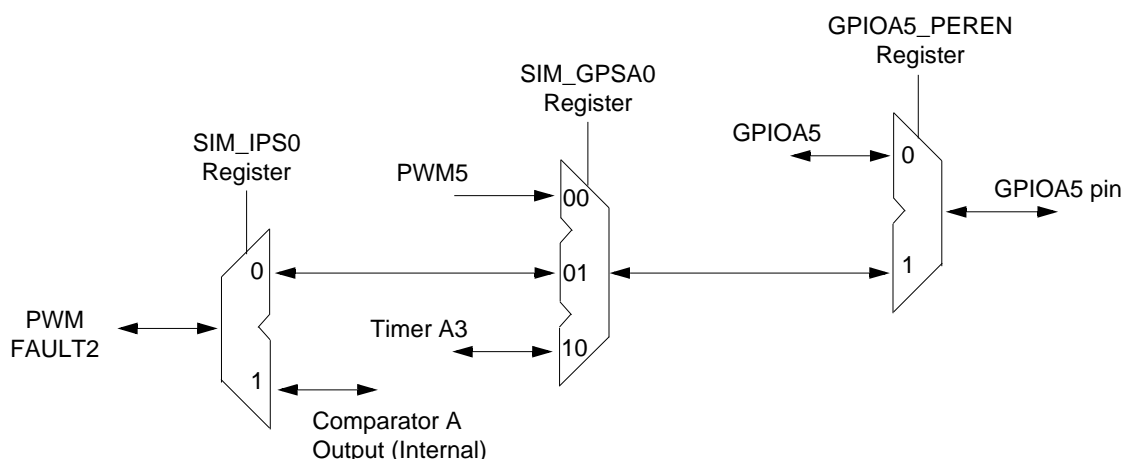 GPIOA5_PEREN
Register
SIM_GPSA0
Register
SIM_IPS0
Register
GPIOA5
0
PWM5
00
GPIOA5 pin
0
01
1
PWM
FAULT2
Timer A3
10
1
Comparator A
Output (Internal)